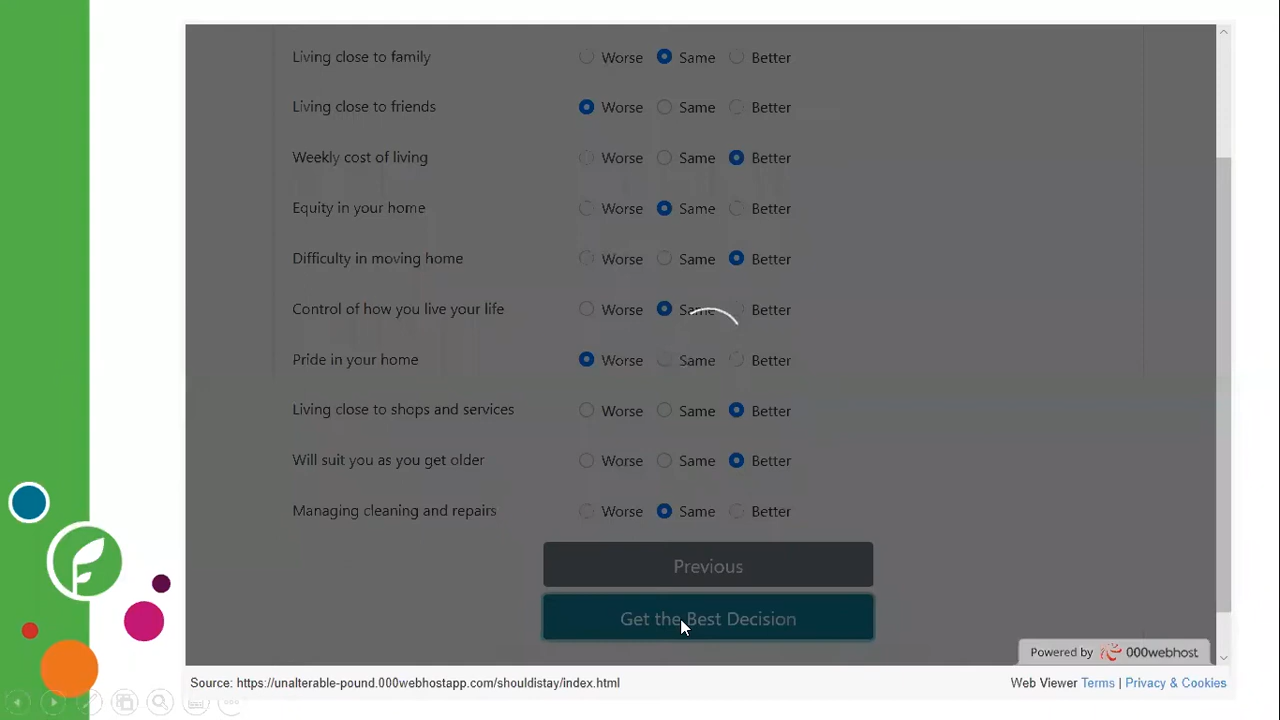 Living close to family Worse Same Better
Living close to friends Worse Same Better
Weekly cost of living Worse Same Better
Equity in your home Worse Same Better
Difficulty in moving home Worse Same Better
Control of how you live your life Worse Same Better
Pride in your home Worse Same Better
Living close to shops and services Worse Same Better
Will suit you as you get older Worse Same Better
Managing cleaning and repairs Worse Same Better
Previous
Get the Best Decision
Powered by 000webhost
Source: https://unalterable-pound.000webhostapp.com/shouldistay/index.html Web Viewer Terms | Privacy & Cookies